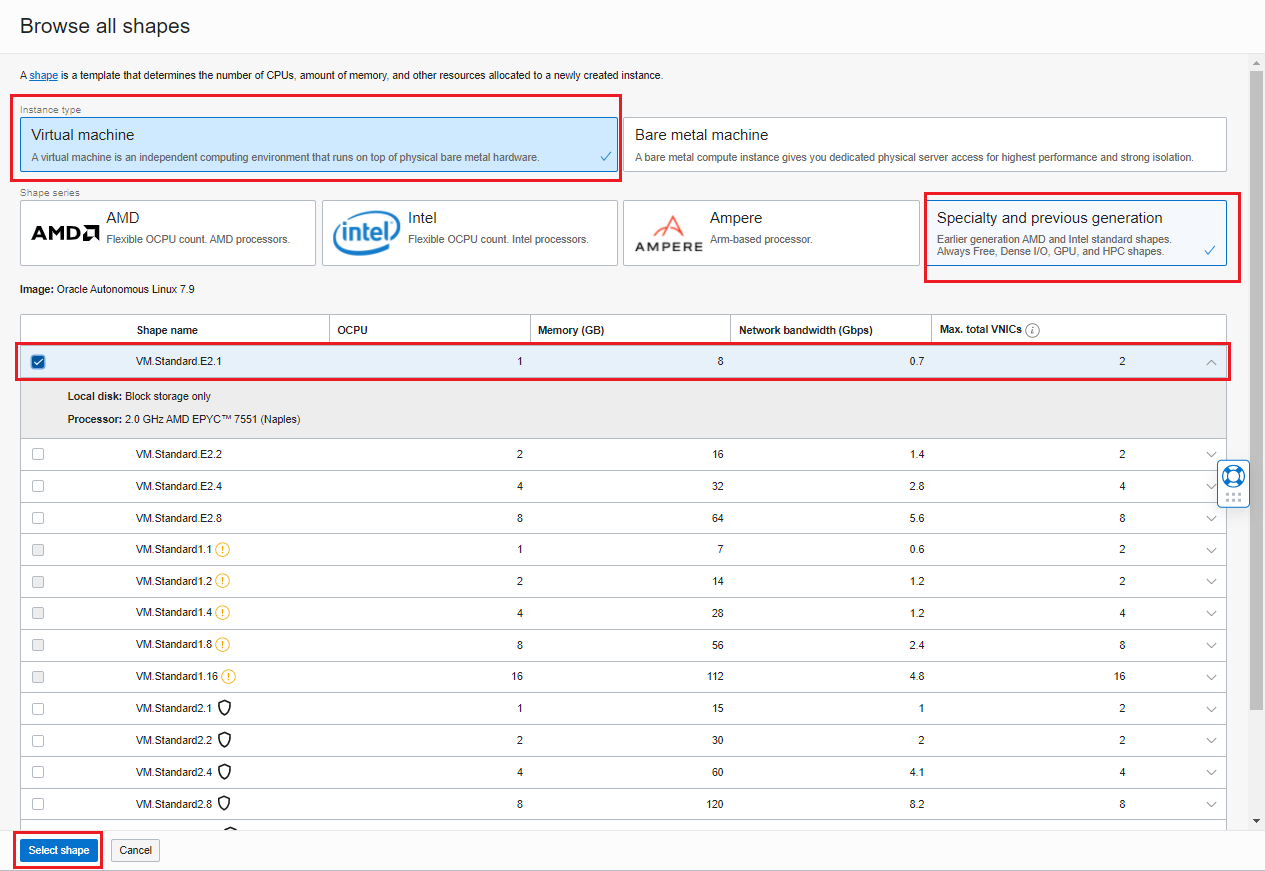 Browse all shapes
A shape is a template that determines the number of CPUs, amount of memory, and other resources allocated to a newly created instance.
Instance type
Virtual machine
A virtual machine is an independent computing environment that runs on top of physical bare metal hardware.
Bare metal machine
A bare metal compute instance gives you dedicated physical server access for highest performance and strong isolation.
Shape series
AMD
AMD
Flexible OCPU count. AMD processors.
intel
Intel
Flexible OCPU count. Intel processors.
AMPERE
Ampere
Arm-based processor.
Specialty and previous generation
Earlier generation AMD and Intel standard shapes.
Always Free, Dense I/O, GPU, and HPC shapes.
Image: Oracle Autonomous Linux 7.9
Shape name OCPU Memory (GB) Network bandwidth (Gbps) Max. total VNICs i
VM.Standard.E2.1 1 8 0.7 2
Local disk: Block storage only
Processor: 2.0 GHz AMD EPYC™ 7551 (Naples)
VM.Standard.E2.2 2 16 1.4 2
VM.Standard.E2.4 4 32 2.8 4
VM.Standard.E2.8 8 64 5.6 8
VM.Standard1.1 ! 1 7 0.6 2
VM.Standard1.2 ! 2 14 1.2 2
VM.Standard1.4 ! 4 28 1.2 4
VM.Standard1.8 ! 8 56 2.4 8
VM.Standard1.16 ! 16 112 4.8 16
VM.Standard2.1 1 15 1 2
VM.Standard2.2 2 30 2 2
VM.Standard2.4 4 60 4.1 4
VM.Standard2.8 8 120 8.2 8
Select shape Cancel